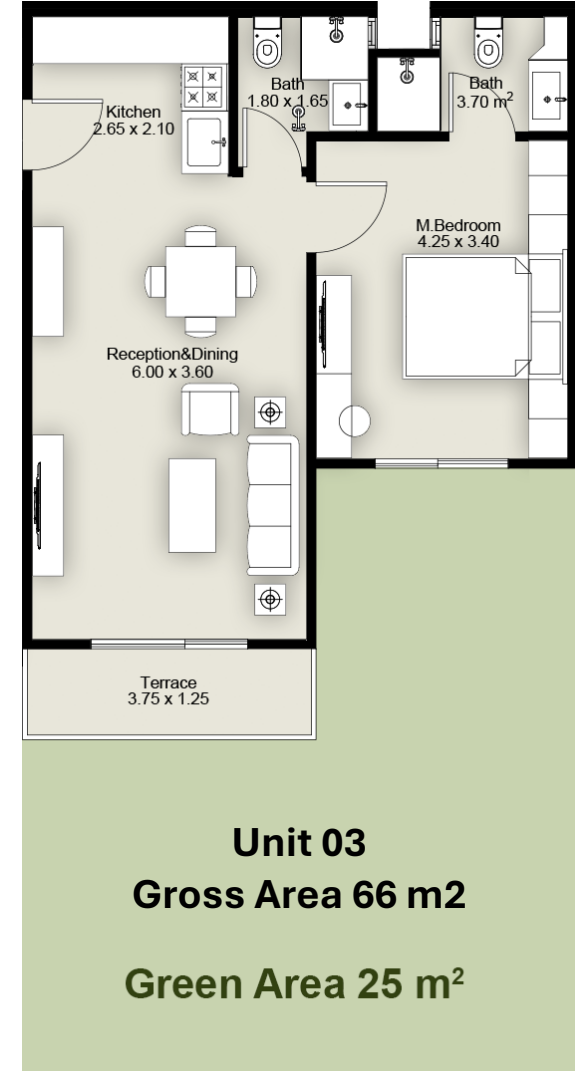 Bath
1.80 x 1.65
Bath
3.70 m²
Kitchen
2.65 x 2.10
M.Bedroom
4.25 x 3.40
Reception&Dining
6.00 x 3.60
Terrace
3.75 x 1.25
Unit 03
Gross Area 66 m2
Green Area 25 m²